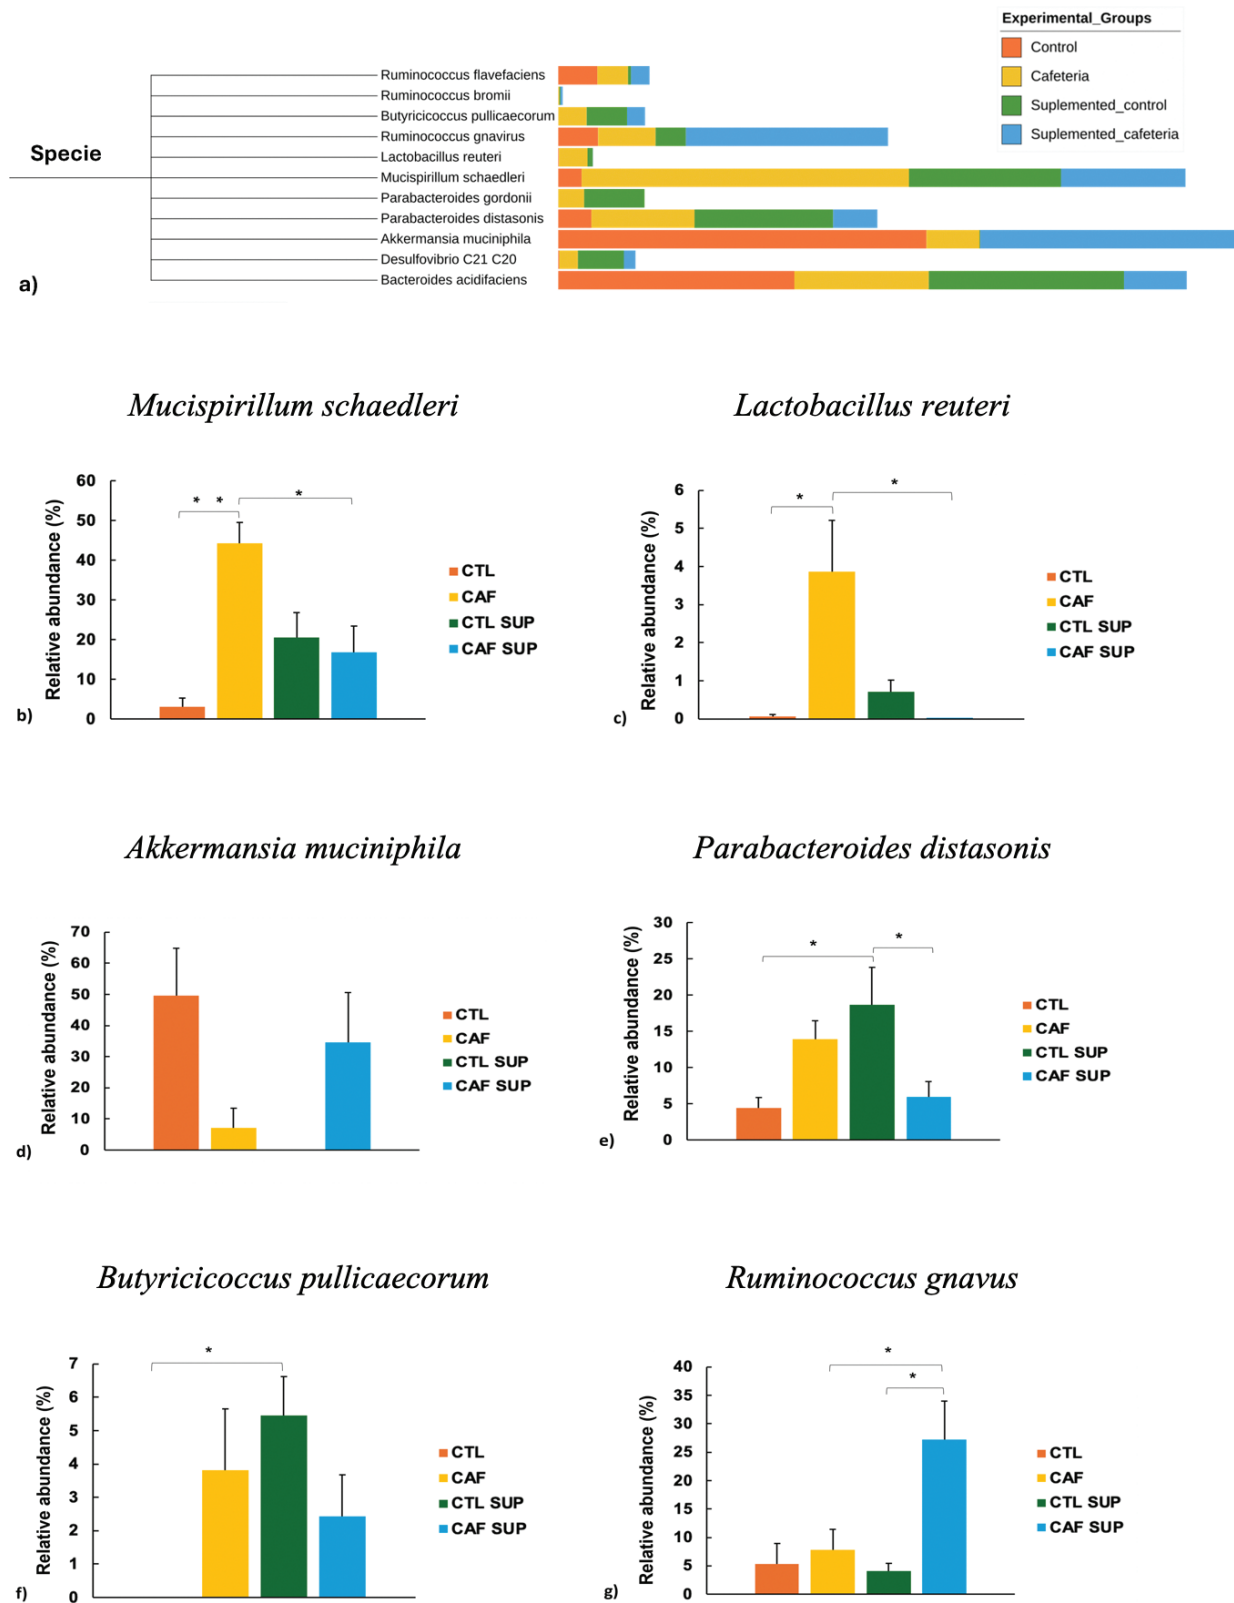 Experimental_Groups
Control
Cafeteria
Suplemented_control
Suplemented_cafeteria
Specie
Ruminococcus flavefaciens
Ruminococcus bromii
Butyricicoccus pullicaecorum
Ruminococcus gnavirus
Lactobacillus reuteri
Mucispirillum schaedleri
Parabacteroides gordonii
Parabacteroides distasonis
Akkermansia muciniphila
Desulfovibrio C21 C20
Bacteroides acidifaciens
a)
Mucispirillum schaedleri
Relative abundance (%)
60
50
40
30
20
10
0
* *
*
CTL
CAF
CTL SUP
CAF SUP
b)
Lactobacillus reuteri
Relative abundance (%)
6
5
4
3
2
1
0
*
*
CTL
CAF
CTL SUP
CAF SUP
c)
Akkermansia muciniphila
Relative abundance (%)
70
60
50
40
30
20
10
0
CTL
CAF
CTL SUP
CAF SUP
d)
Parabacteroides distasonis
Relative abundance (%)
30
25
20
15
10
5
0
*
*
CTL
CAF
CTL SUP
CAF SUP
e)
Butyricicoccus pullicaecorum
Relative abundance (%)
7
6
5
4
3
2
1
0
*
CTL
CAF
CTL SUP
CAF SUP
f)
Ruminococcus gnavus
Relative abundance (%)
40
35
30
25
20
15
10
5
0
*
*
CTL
CAF
CTL SUP
CAF SUP
g)